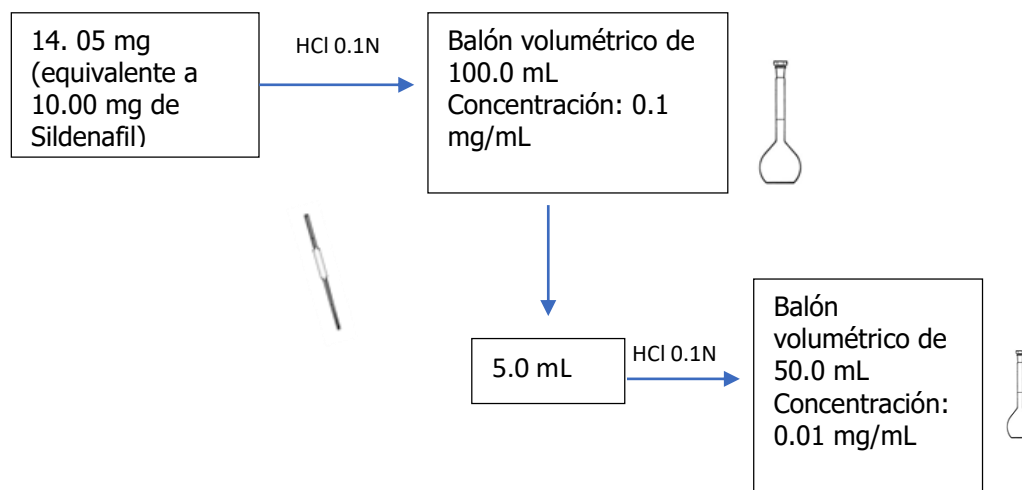 14. 05 mg
(equivalente a
10.00 mg de
Sildenafil)
HCl 0.1N
Balón volumétrico de
100.0 mL
Concentración: 0.1
mg/mL
5.0 mL
HCl 0.1N
Balón
volumétrico de
50.0 mL
Concentración:
0.01 mg/mL